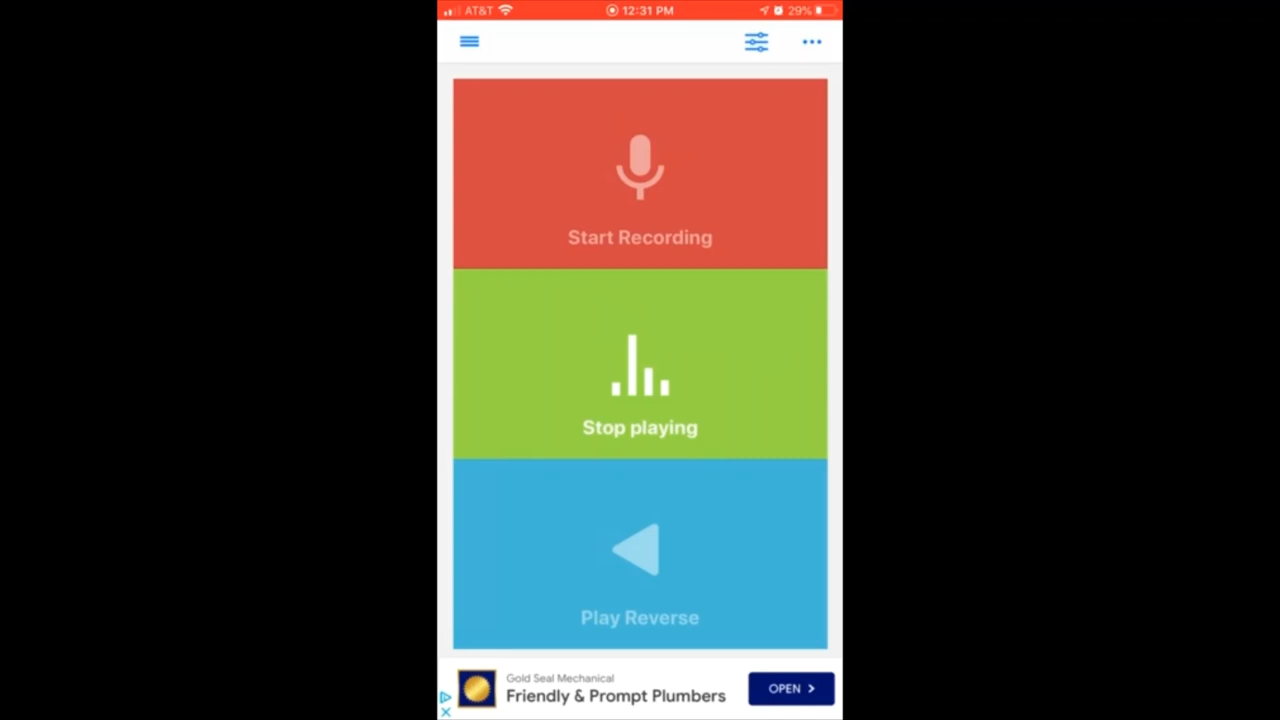 AT&T 12:31 PM 29%
Start Recording
Stop playing
Play Reverse
Gold Seal Mechanical
Friendly & Prompt Plumbers
OPEN